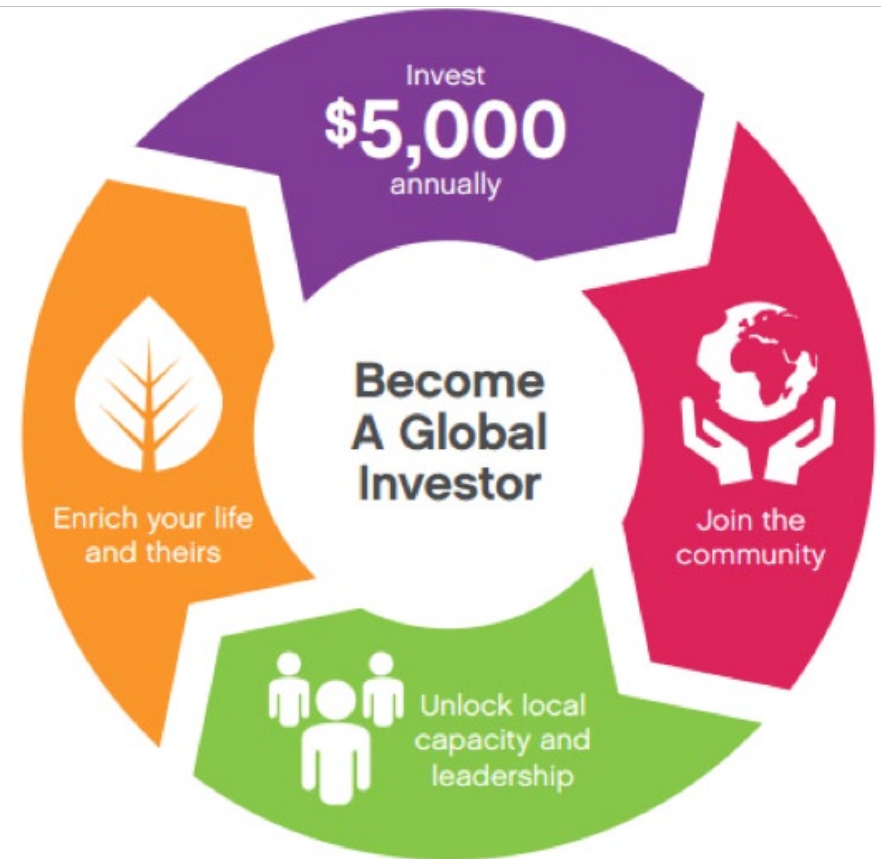 Invest
$5,000
annually
Become
A Global
Investor
Join the
community
Unlock local
capacity and
leadership
Enrich your life
and theirs